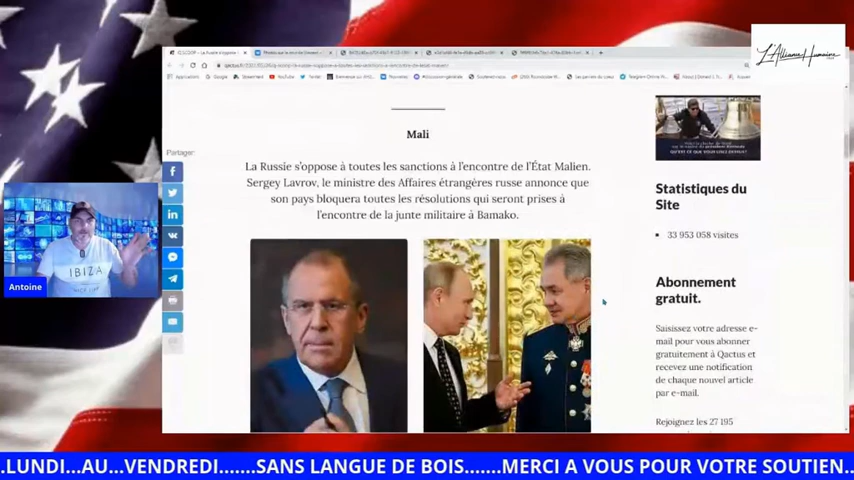 L'Alliance Humaine
Applications
Google
YouTube
Twitter
Mali
Partager:
La Russie s'oppose à toutes les sanctions à l'encontre de l'État Malien.
Sergey Lavrov, le ministre des Affaires étrangères russe annonce que
son pays bloquera toutes les résolutions qui seront prises à
l'encontre de la junte militaire à Bamako.
Statistiques du
Site
33 953 058 visites
Abonnement
gratuit.
Saisissez votre adresse e-
mail pour vous abonner
gratuitement à Qactus et
recevez une notification
de chaque nouvel article
par e-mail.
Rejoignez les 27 195
IBIZA
Antoine
..LUNDI...AU...VENDREDI.......SANS LANGUE DE BOIS.......MERCI A VOUS POUR VOTRE SOUTIEN..